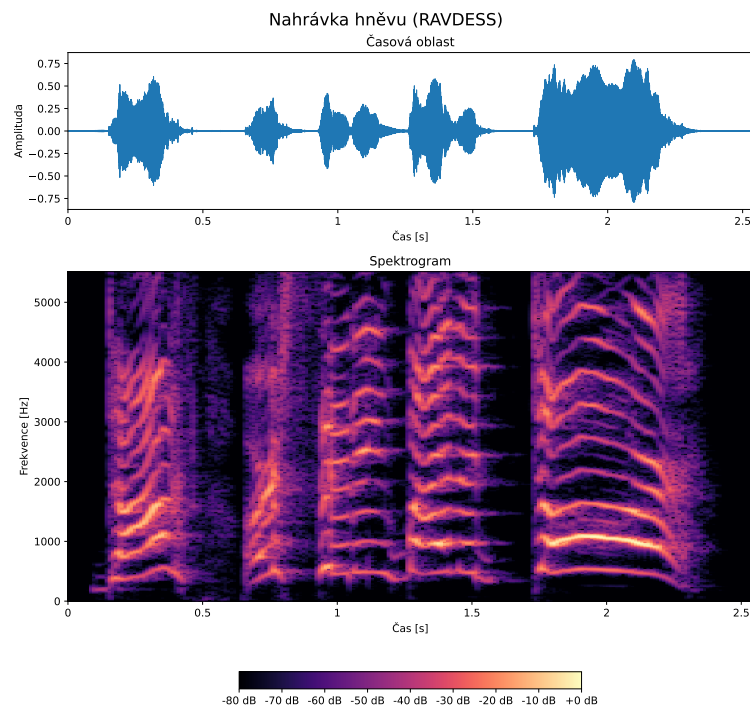 Nahrávka hněvu (RAVDESS)
Časová oblast
0.75
0.50
0.25
0.00
−0.25
−0.50
−0.75
Amplituda
0 0.5 1 1.5 2 2.5
Čas [s]
Spektrogram
5000
4000
3000
2000
1000
0
Frekvence [Hz]
0 0.5 1 1.5 2 2.5
Čas [s]
-80 dB -70 dB -60 dB -50 dB -40 dB -30 dB -20 dB -10 dB +0 dB